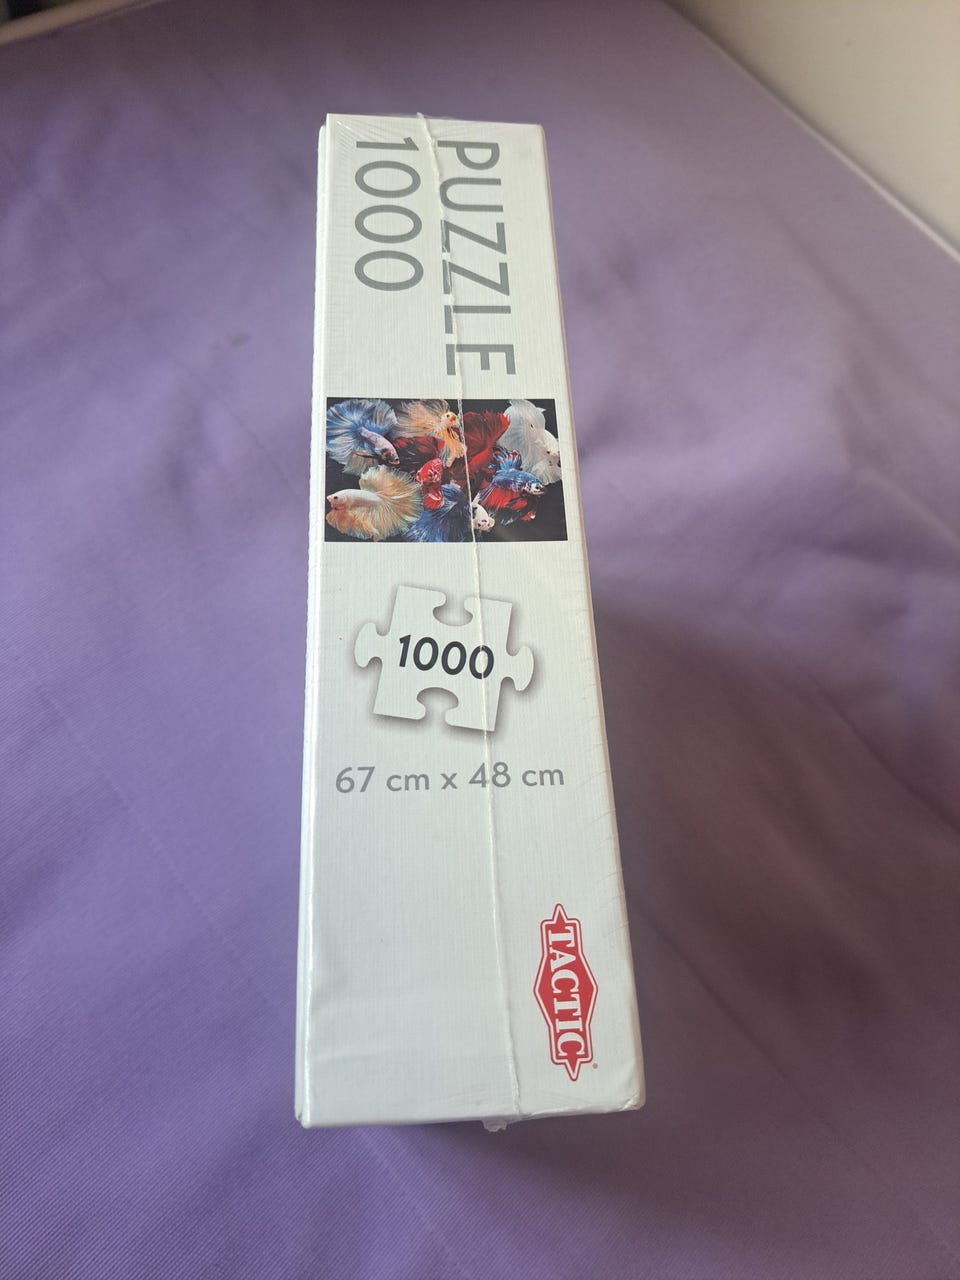 PUZZLE
1000
1000
67 cm x 48 cm
TACTIC